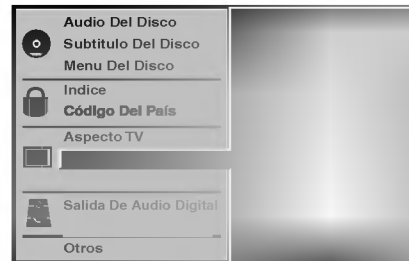 Audio Del Disco
Subtitulo Del Disco
Menu Del Disco
Indice
Código Del País
Aspecto TV
Salida De Audio Digital
Otros